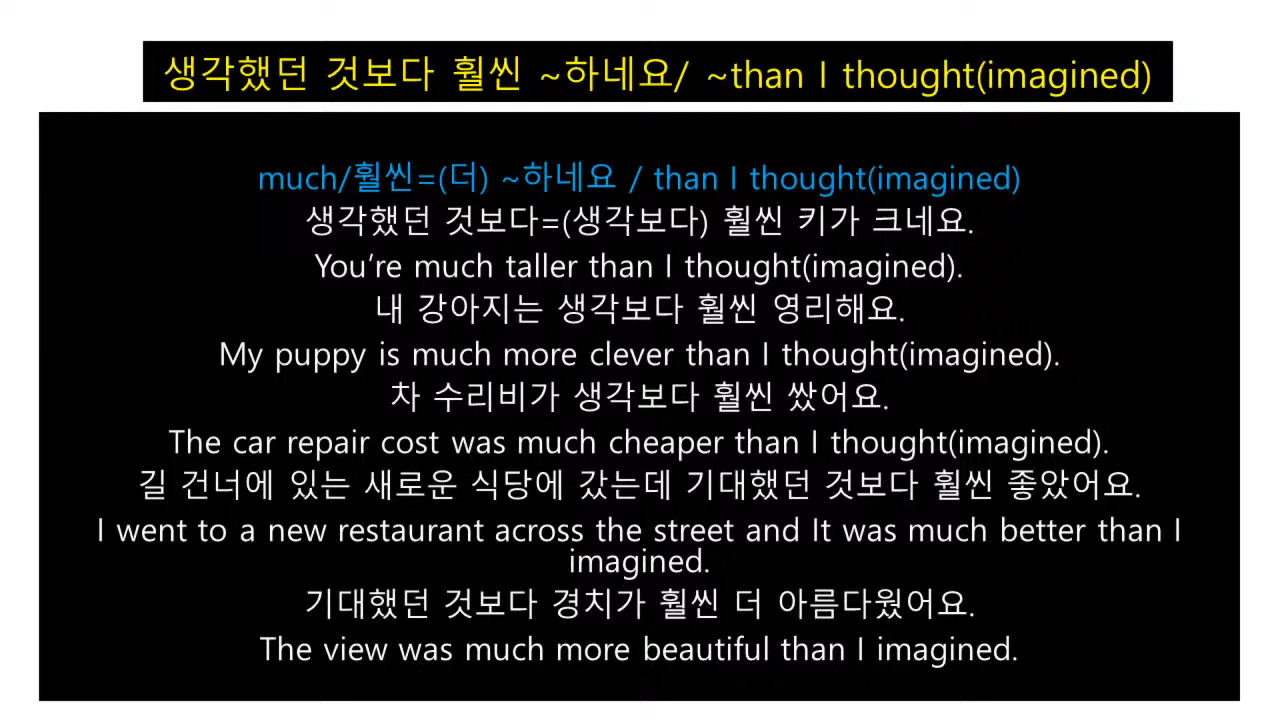 생각했던 것보다 훨씬 ~하네요/ ~than I thought(imagined)
much/훨씬=(더) ~하네요 / than I thought(imagined)
생각했던 것보다=(생각보다) 훨씬 키가 크네요.
You’re much taller than I thought(imagined).
내 강아지는 생각보다 훨씬 영리해요.
My puppy is much more clever than I thought(imagined).
차 수리비가 생각보다 훨씬 쌌어요.
The car repair cost was much cheaper than I thought(imagined).
길 건너에 있는 새로운 식당에 갔는데 기대했던 것보다 훨씬 좋았어요.
I went to a new restaurant across the street and It was much better than I
imagined.
기대했던 것보다 경치가 훨씬 더 아름다웠어요.
The view was much more beautiful than I imagined.